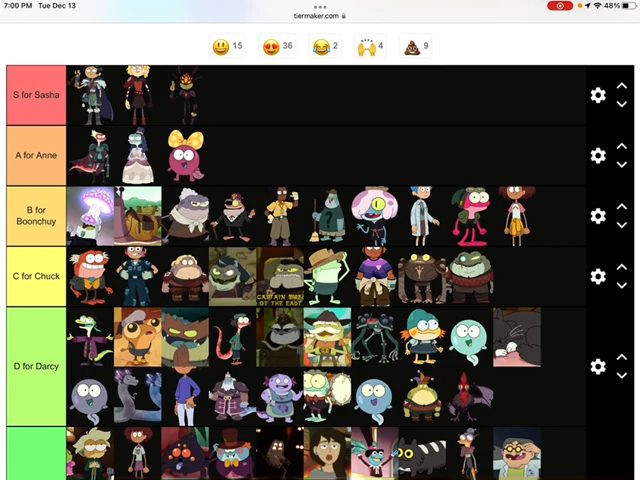 7:00 PM Tue Dec 13
48%
tiermaker.com
15
36
2
4
9
S for Sasha
A for Anne
B for
Boonchuy
C for Chuck
CAPTAIN
OF THE EAST
D for Darcy